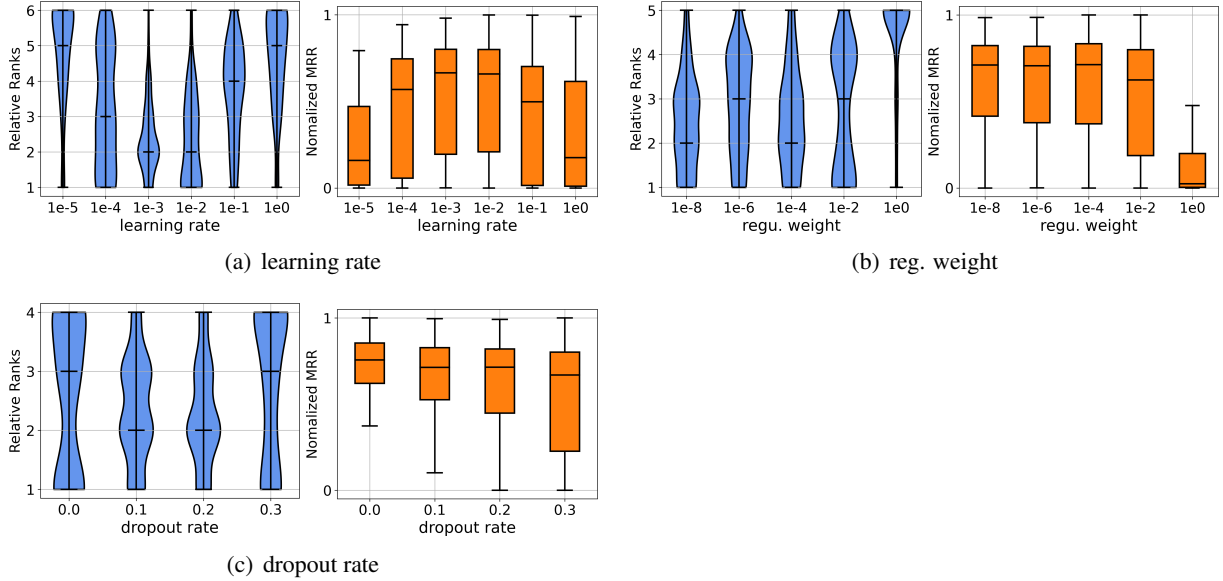 6
5
4
3
2
1
Relative Ranks
1e-5 1e-4 1e-3 1e-2 1e-1 1e0
learning rate
1
0
Nomalized MRR
1e-5 1e-4 1e-3 1e-2 1e-1 1e0
learning rate
(a) learning rate
5
4
3
2
1
Relative Ranks
1e-8 1e-6 1e-4 1e-2 1e0
regu. weight
1
0
Nomalized MRR
1e-8 1e-6 1e-4 1e-2 1e0
regu. weight
(b) reg. weight
4
3
2
1
Relative Ranks
0.0 0.1 0.2 0.3
dropout rate
1
0
Nomalized MRR
0.0 0.1 0.2 0.3
dropout rate
(c) dropout rate